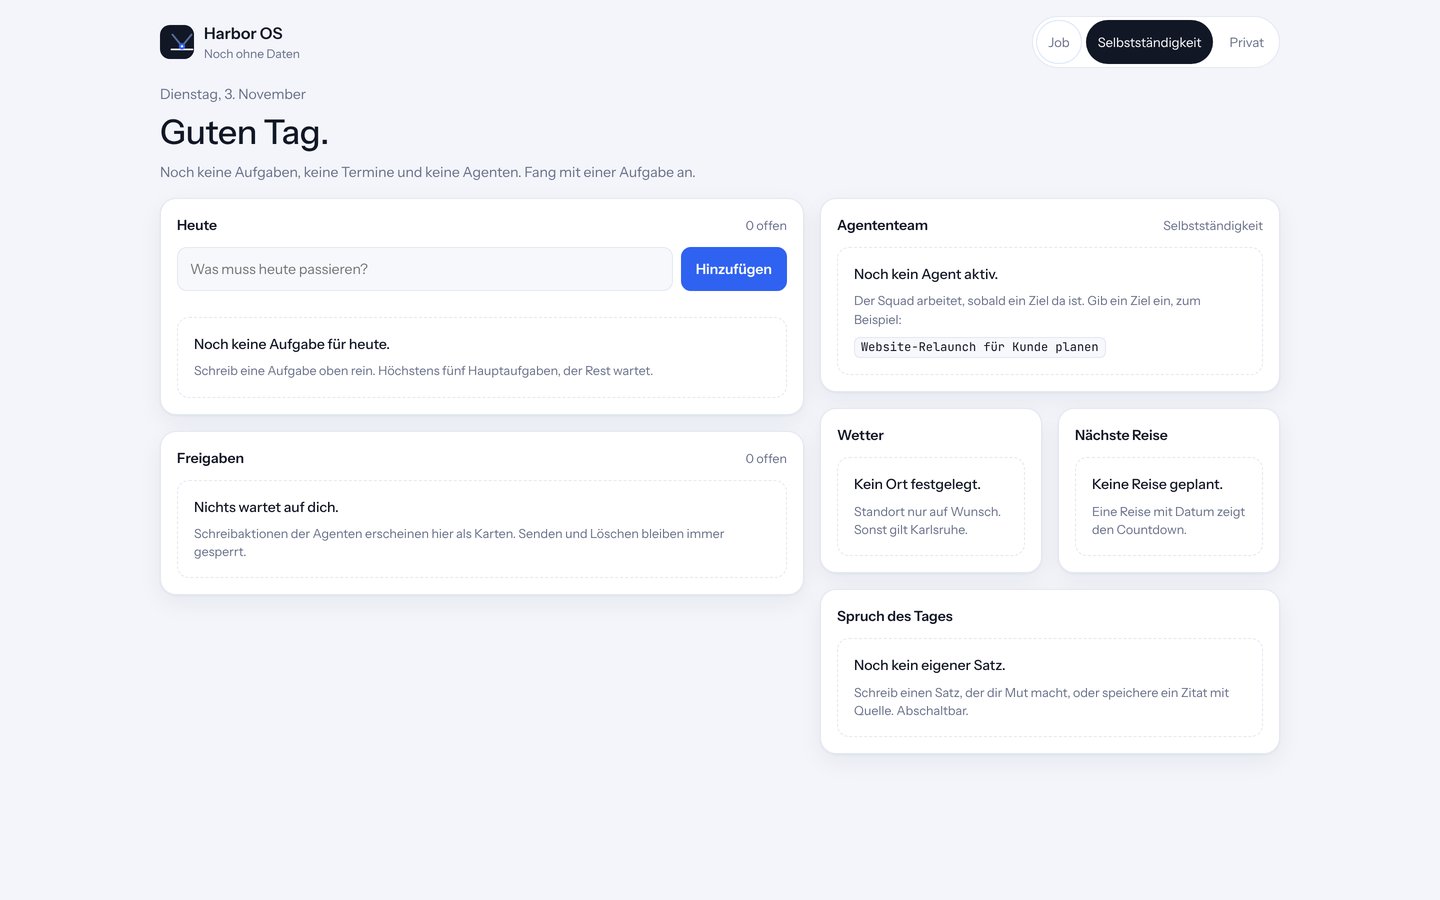 Harbor OS
Noch ohne Daten
Job
Selbstständigkeit
Privat
Dienstag, 3. November
Guten Tag.
Noch keine Aufgaben, keine Termine und keine Agenten. Fang mit einer Aufgabe an.
Heute
0 offen
Was muss heute passieren?
Hinzufügen
Noch keine Aufgabe für heute.
Schreib eine Aufgabe oben rein. Höchstens fünf Hauptaufgaben, der Rest wartet.
Freigaben
0 offen
Nichts wartet auf dich.
Schreibaktionen der Agenten erscheinen hier als Karten. Senden und Löschen bleiben immer
gesperrt.
Agententeam
Selbstständigkeit
Noch kein Agent aktiv.
Der Squad arbeitet, sobald ein Ziel da ist. Gib ein Ziel ein, zum
Beispiel:
Website-Relaunch für Kunde planen
Wetter
Kein Ort festgelegt.
Standort nur auf Wunsch.
Sonst gilt Karlsruhe.
Nächste Reise
Keine Reise geplant.
Eine Reise mit Datum zeigt
den Countdown.
Spruch des Tages
Noch kein eigener Satz.
Schreib einen Satz, der dir Mut macht, oder speichere ein Zitat mit
Quelle. Abschaltbar.